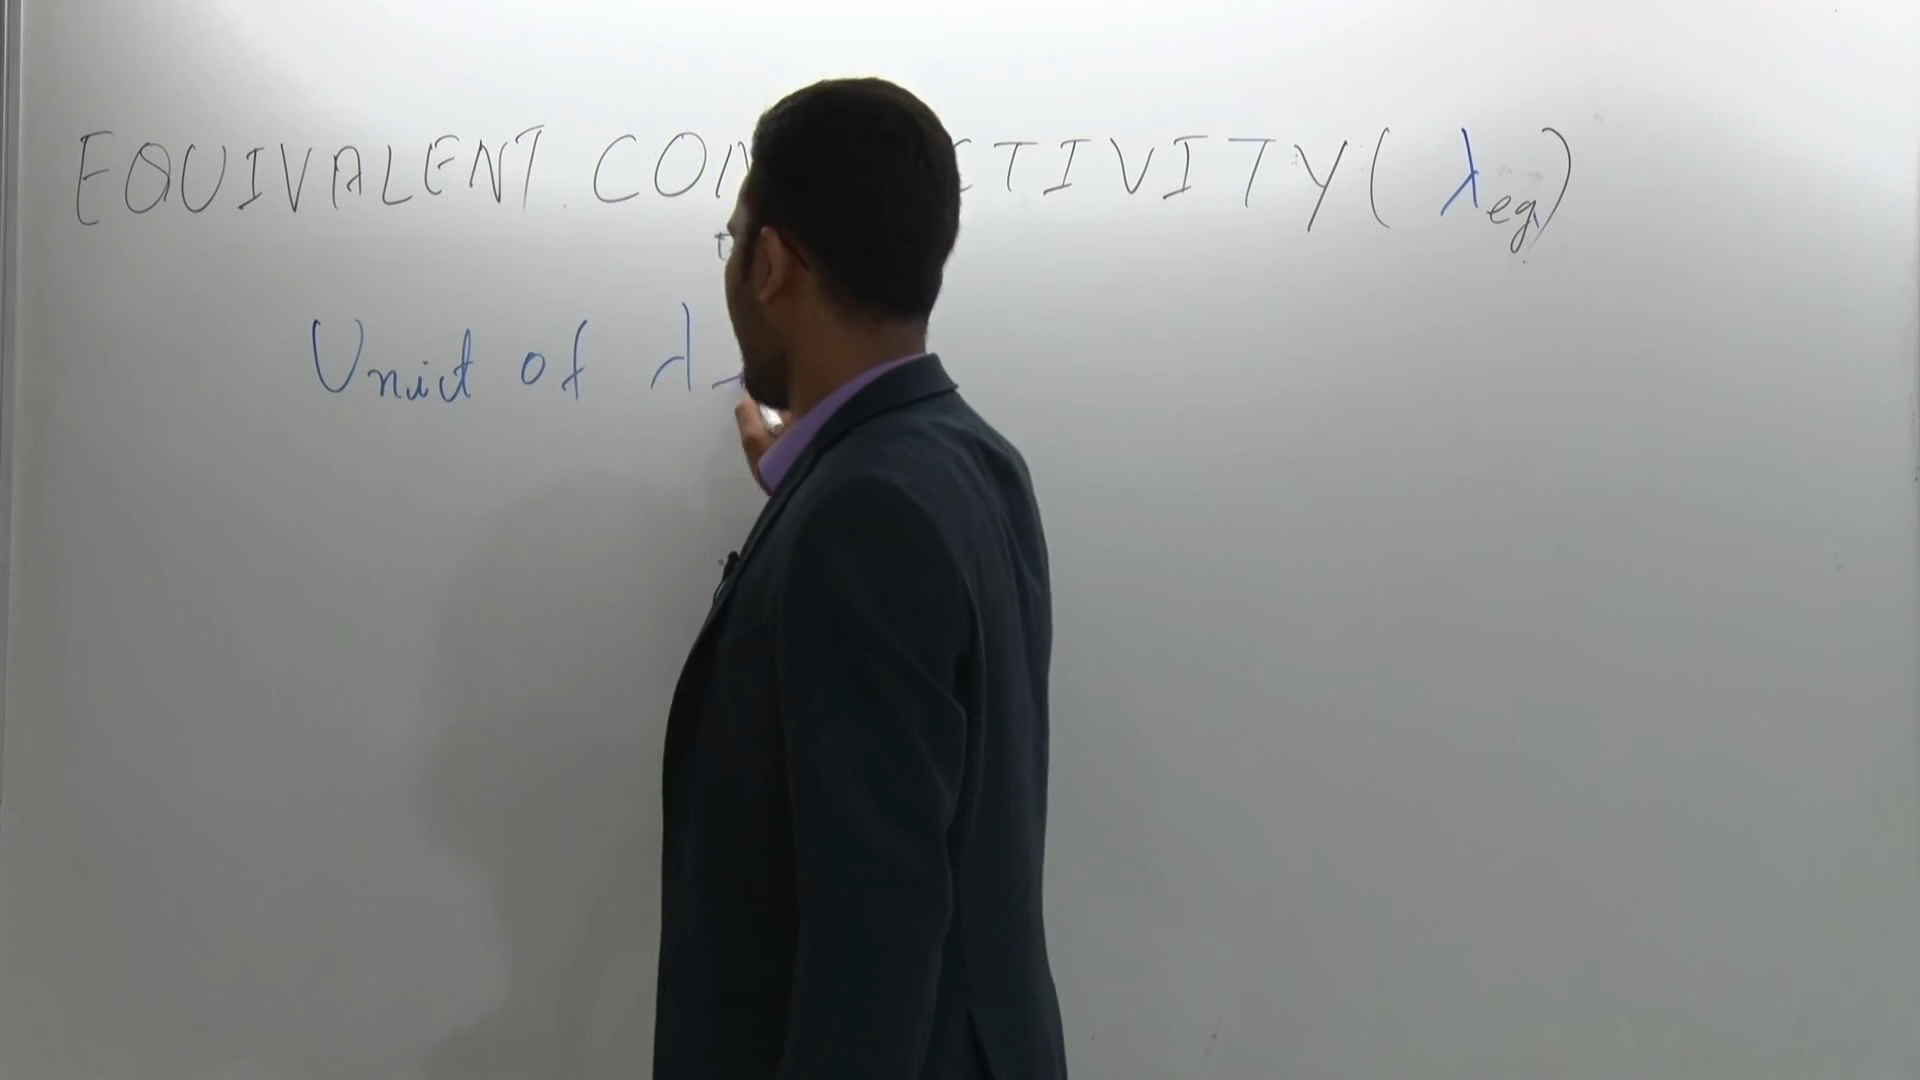 EQUIVALENT CON CTIVITY ( λeq)
Unit of λ